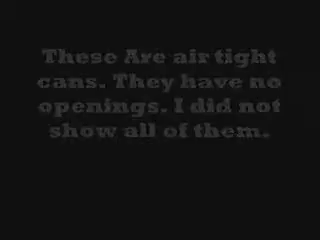 These Are air tight
cans. They have no
openings. I did not
show all of them.